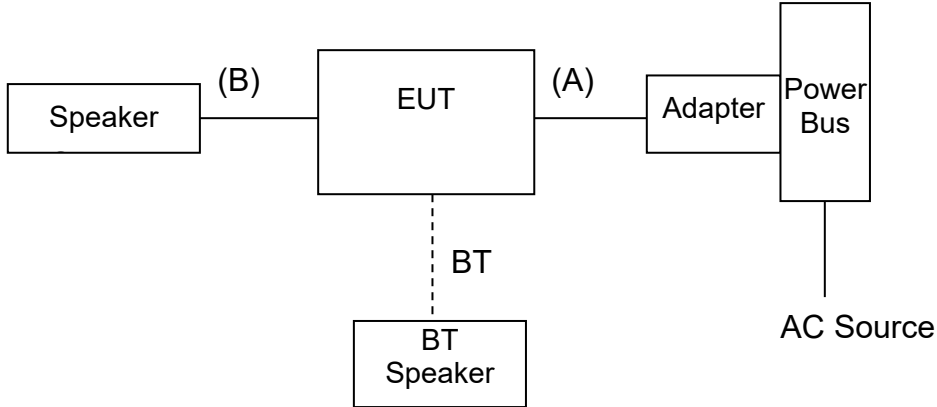 Speaker
(B)
EUT
(A)
Adapter
Power
Bus
BT
BT
Speaker
AC Source